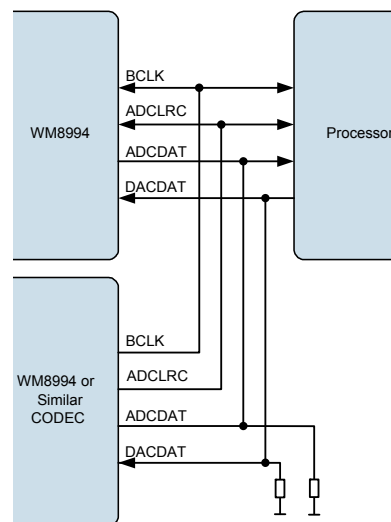 BCLK
ADCLRC
WM8994
Processor
ADCDAT
DACDAT
BCLK
ADCLRC
WM8994 or
Similar
CODEC
ADCDAT
DACDAT